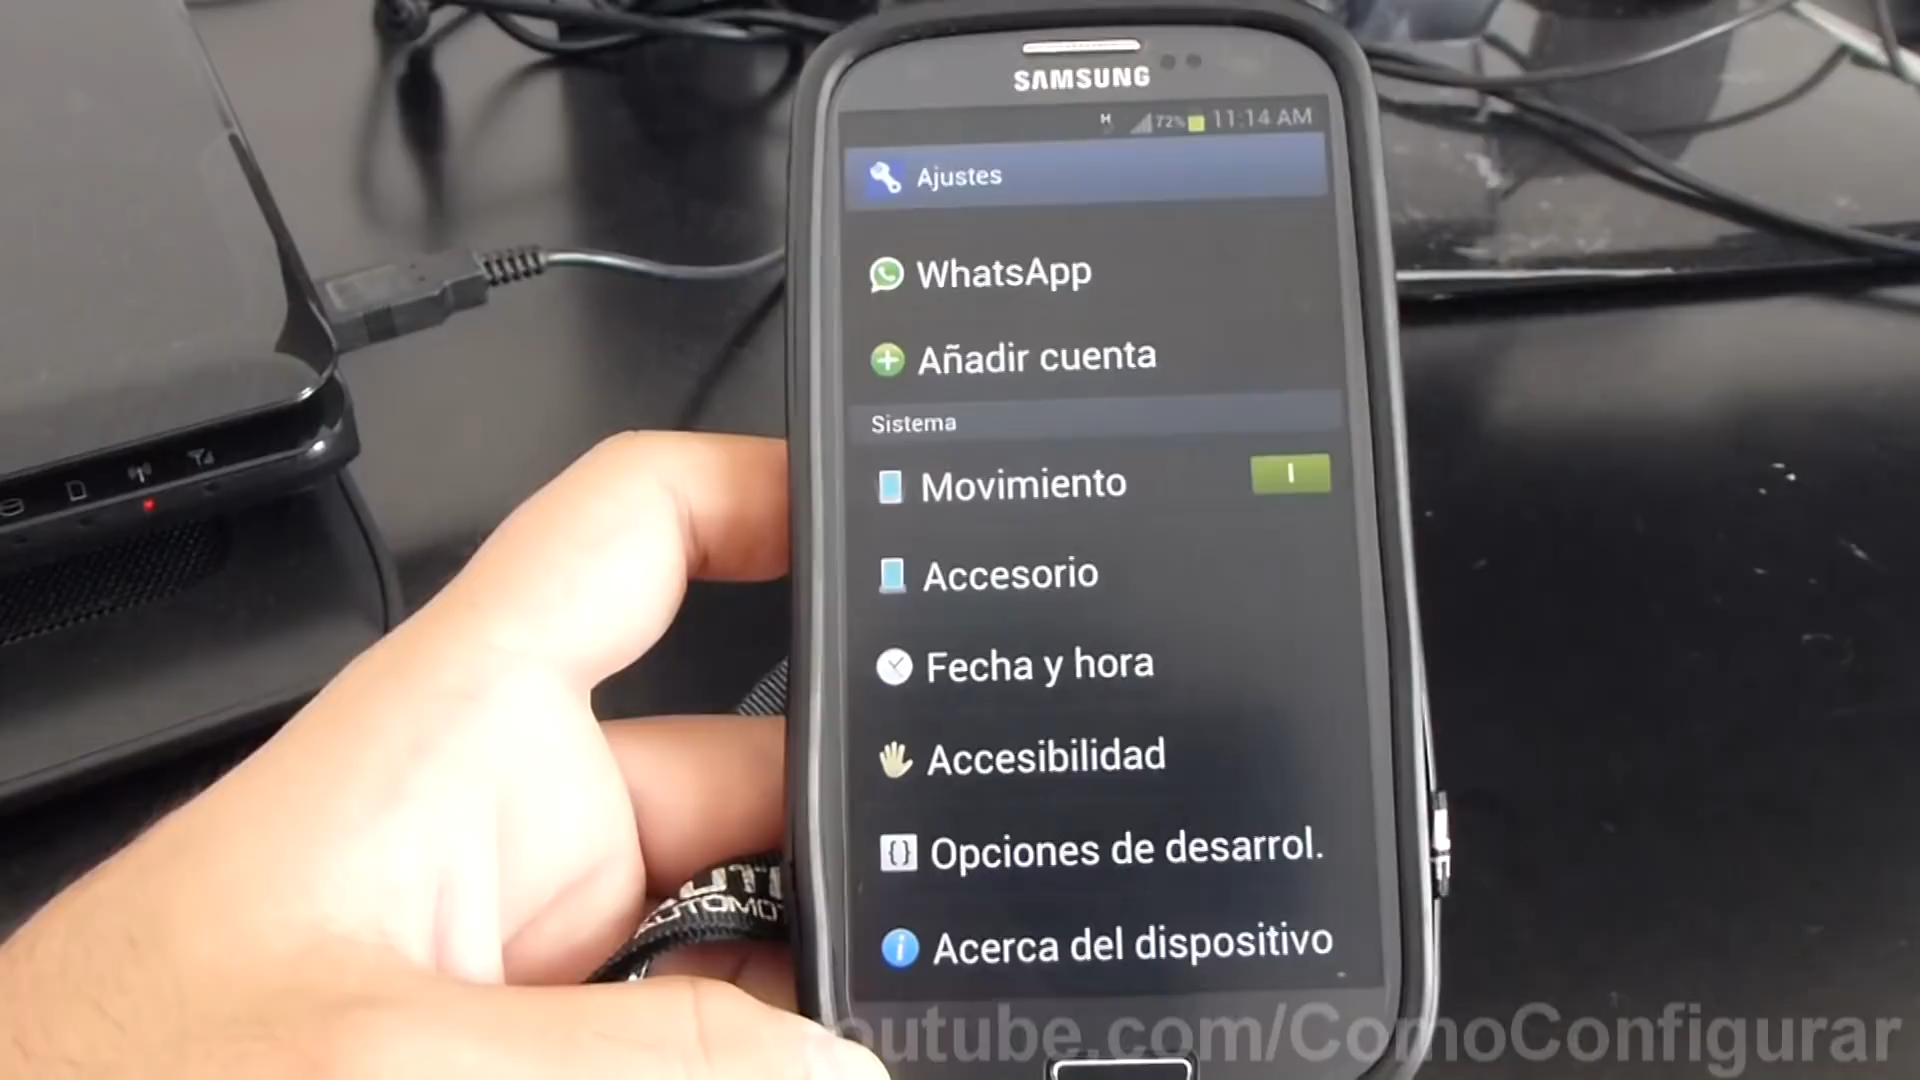 SAMSUNG
H 72% 11:14 AM
Ajustes
WhatsApp
Añadir cuenta
Sistema
Movimiento
Accesorio
Fecha y hora
Accesibilidad
{} Opciones de desarrol.
i Acerca del dispositivo
outube.com/ComoConfigurar